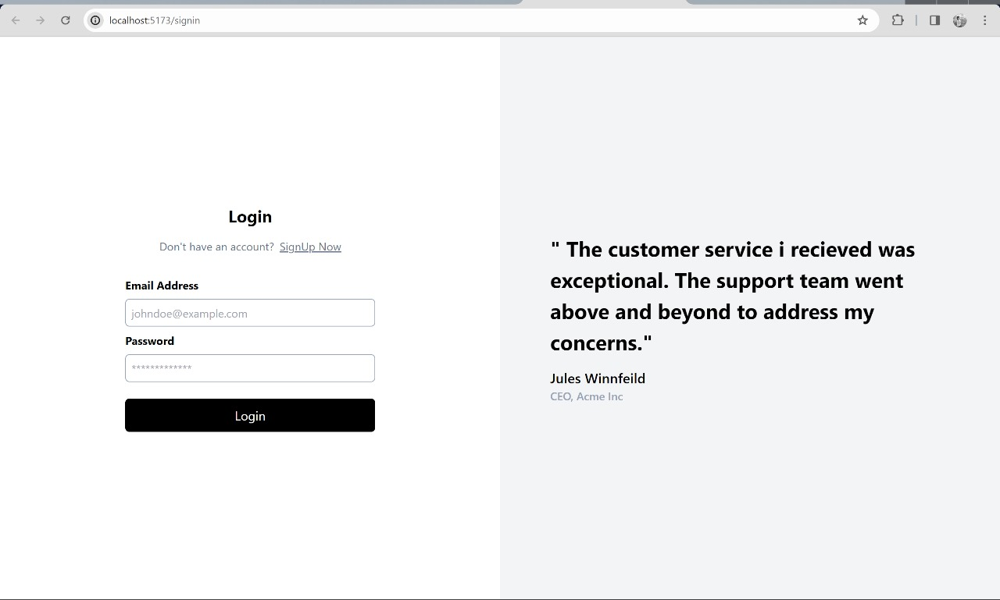 localhost:5173/signin
Login
Don't have an account? SignUp Now
Email Address
johndoe@example.com
Password
*************
Login
" The customer service i recieved was
exceptional. The support team went
above and beyond to address my
concerns."
Jules Winnfeild
CEO, Acme Inc